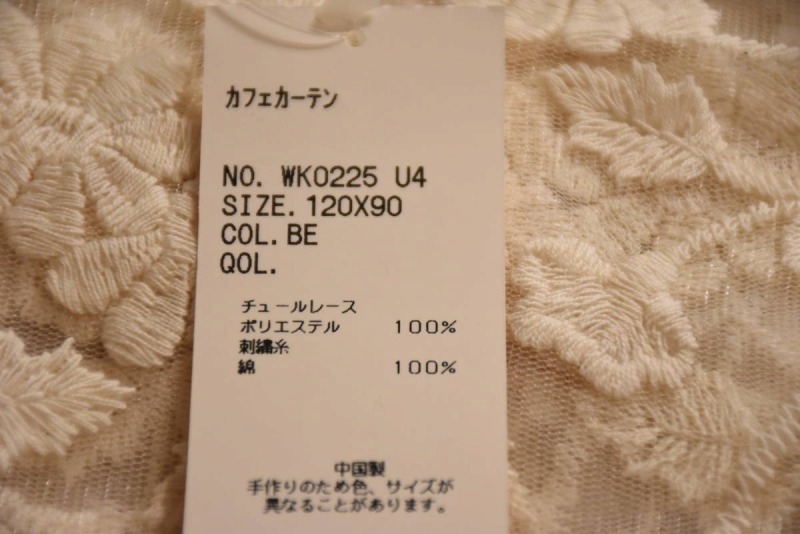 カフェカーテン
NO. WK0225 U4
SIZE. 120X90
COL. BE
QOL.
チュールレース
ポリエステル 100%
刺繍糸
綿 100%
中国製
手作りのため色、サイズが
異なることがあります。